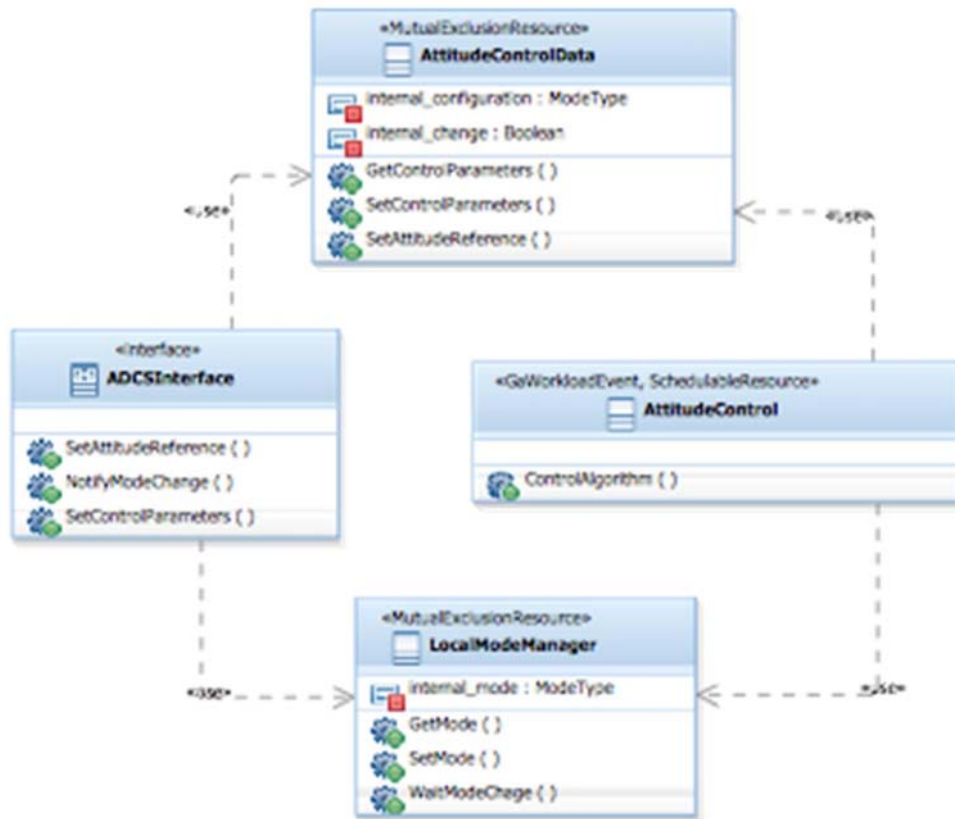 «MutualExclusionResource»
AttitudeControlData
internal_configuration : ModeType
internal_change : Boolean
GetControlParameters ( )
SetControlParameters ( )
SetAttitudeReference ( )
«use»
«use»
«Interface»
ADCSInterface
SetAttitudeReference ( )
NotifyModeChange ( )
SetControlParameters ( )
«GaWorkloadEvent, SchedulableResource»
AttitudeControl
ControlAlgorithm ( )
«MutualExclusionResource»
LocalModeManager
internal_mode : ModeType
GetMode ( )
SetMode ( )
WaitModeChage ( )
«use»
«use»